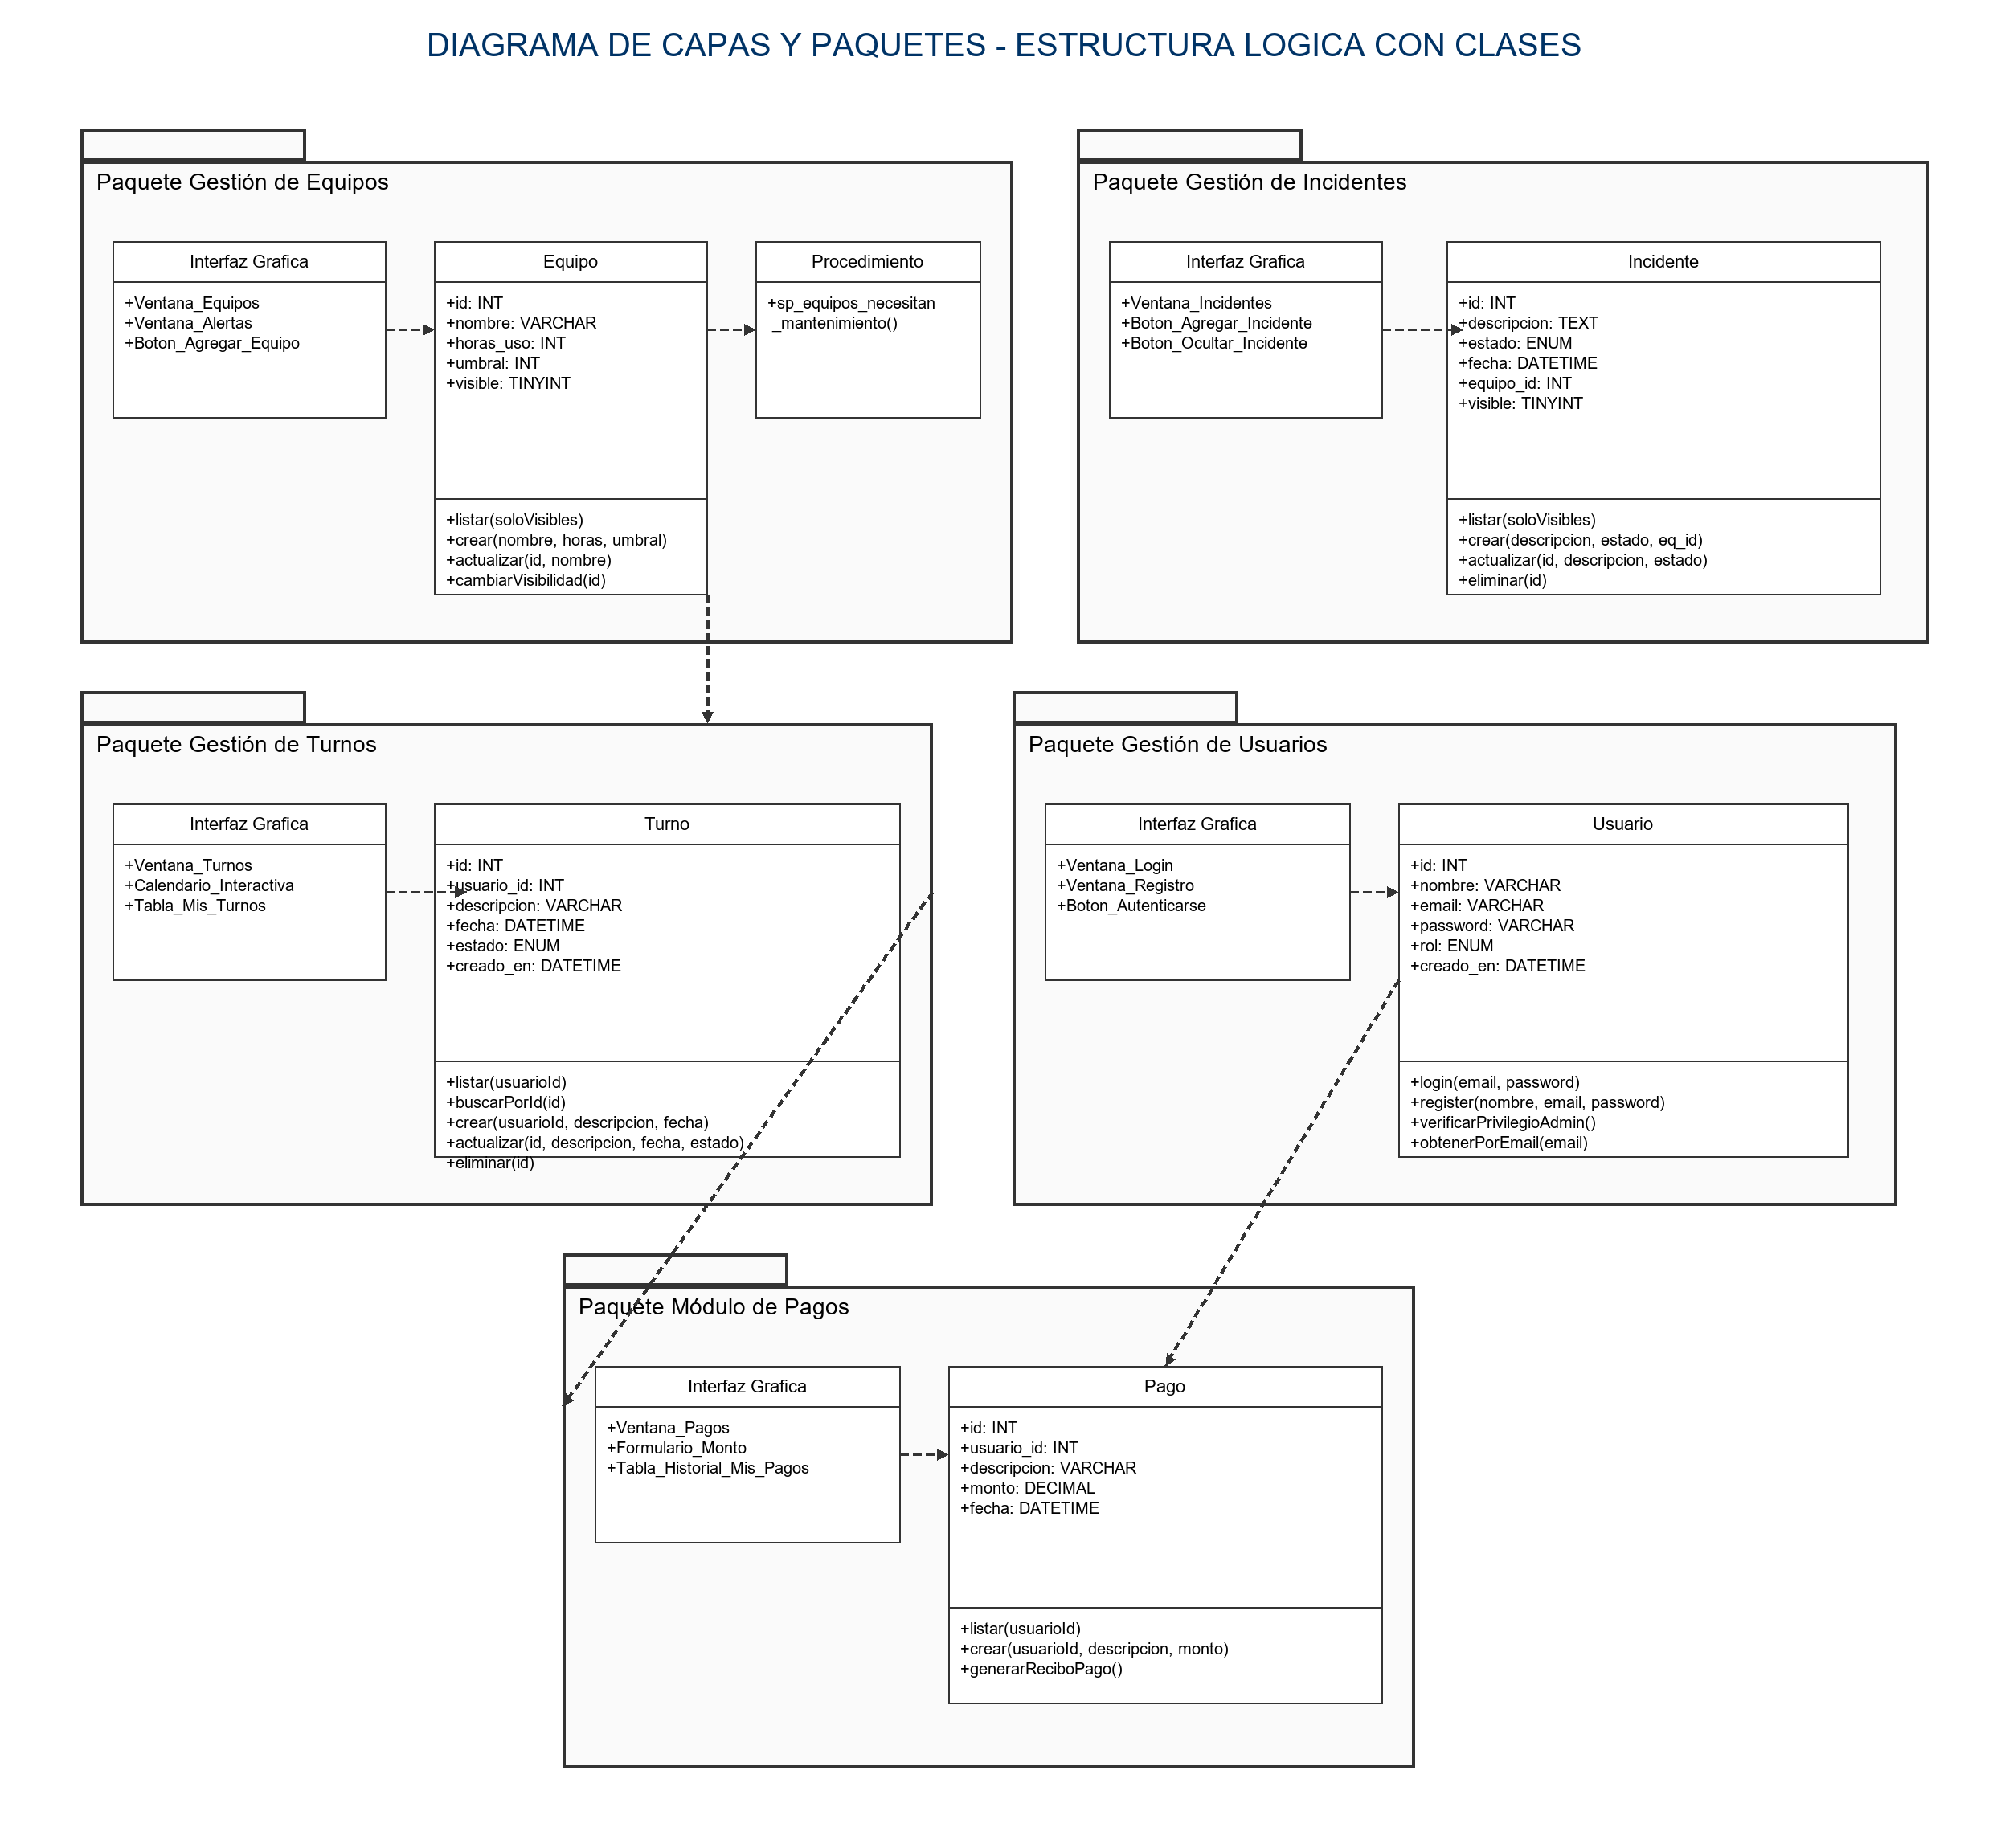 DIAGRAMA DE CAPAS Y PAQUETES - ESTRUCTURA LOGICA CON CLASES
Paquete Gestión de Equipos
Interfaz Grafica
+Ventana_Equipos
+Ventana_Alertas
+Boton_Agregar_Equipo
Equipo
+id: INT
+nombre: VARCHAR
+horas_uso: INT
+umbral: INT
+visible: TINYINT
+listar(soloVisibles)
+crear(nombre, horas, umbral)
+actualizar(id, nombre)
+cambiarVisibilidad(id)
Procedimiento
+sp_equipos_necesitan
_mantenimiento()
Paquete Gestión de Incidentes
Interfaz Grafica
+Ventana_Incidentes
+Boton_Agregar_Incidente
+Boton_Ocultar_Incidente
Incidente
+id: INT
+descripcion: TEXT
+estado: ENUM
+fecha: DATETIME
+equipo_id: INT
+visible: TINYINT
+listar(soloVisibles)
+crear(descripcion, estado, eq_id)
+actualizar(id, descripcion, estado)
+eliminar(id)
Paquete Gestión de Turnos
Interfaz Grafica
+Ventana_Turnos
+Calendario_Interactiva
+Tabla_Mis_Turnos
Turno
+id: INT
+usuario_id: INT
+descripcion: VARCHAR
+fecha: DATETIME
+estado: ENUM
+creado_en: DATETIME
+listar(usuarioId)
+buscarPorId(id)
+crear(usuarioId, descripcion, fecha)
+actualizar(id, descripcion, fecha, estado)
+eliminar(id)
Paquete Gestión de Usuarios
Interfaz Grafica
+Ventana_Login
+Ventana_Registro
+Boton_Autenticarse
Usuario
+id: INT
+nombre: VARCHAR
+email: VARCHAR
+password: VARCHAR
+rol: ENUM
+creado_en: DATETIME
+login(email, password)
+register(nombre, email, password)
+verificarPrivilegioAdmin()
+obtenerPorEmail(email)
Paquete Módulo de Pagos
Interfaz Grafica
+Ventana_Pagos
+Formulario_Monto
+Tabla_Historial_Mis_Pagos
Pago
+id: INT
+usuario_id: INT
+descripcion: VARCHAR
+monto: DECIMAL
+fecha: DATETIME
+listar(usuarioId)
+crear(usuarioId, descripcion, monto)
+generarReciboPago()